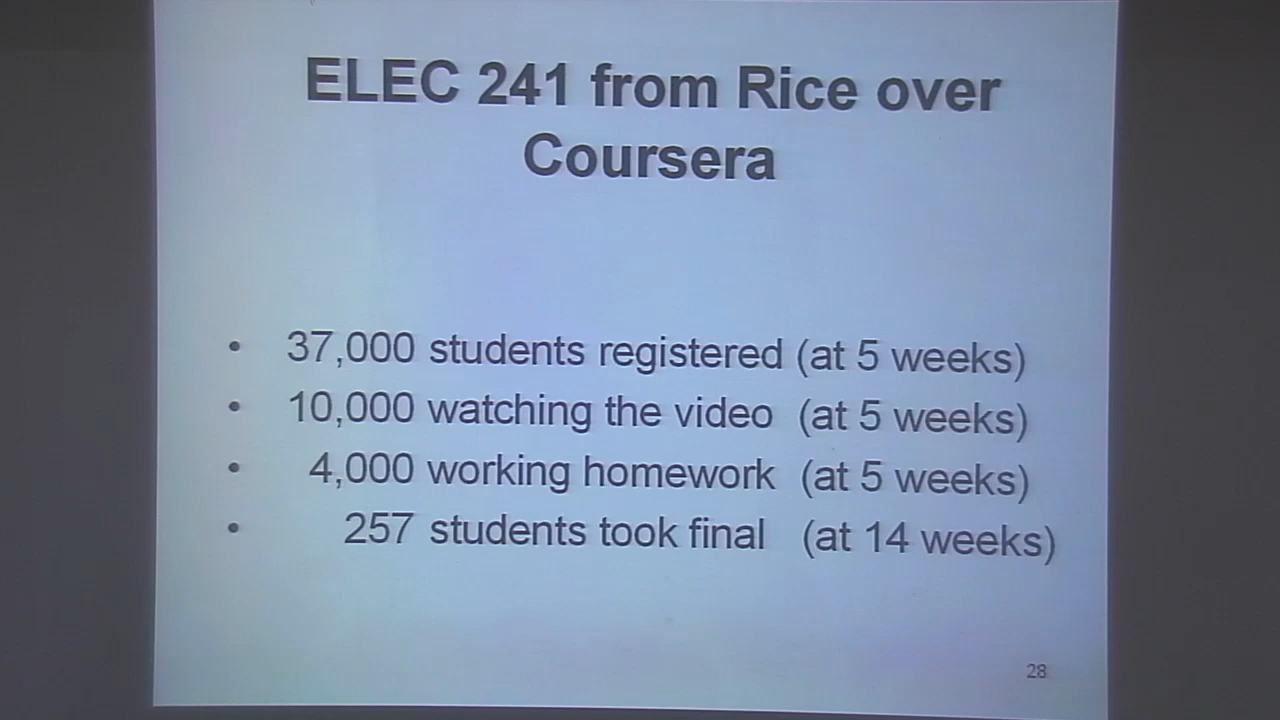 ELEC 241 from Rice over
Coursera
• 37,000 students registered (at 5 weeks)
• 10,000 watching the video (at 5 weeks)
• 4,000 working homework (at 5 weeks)
• 257 students took final (at 14 weeks)
28